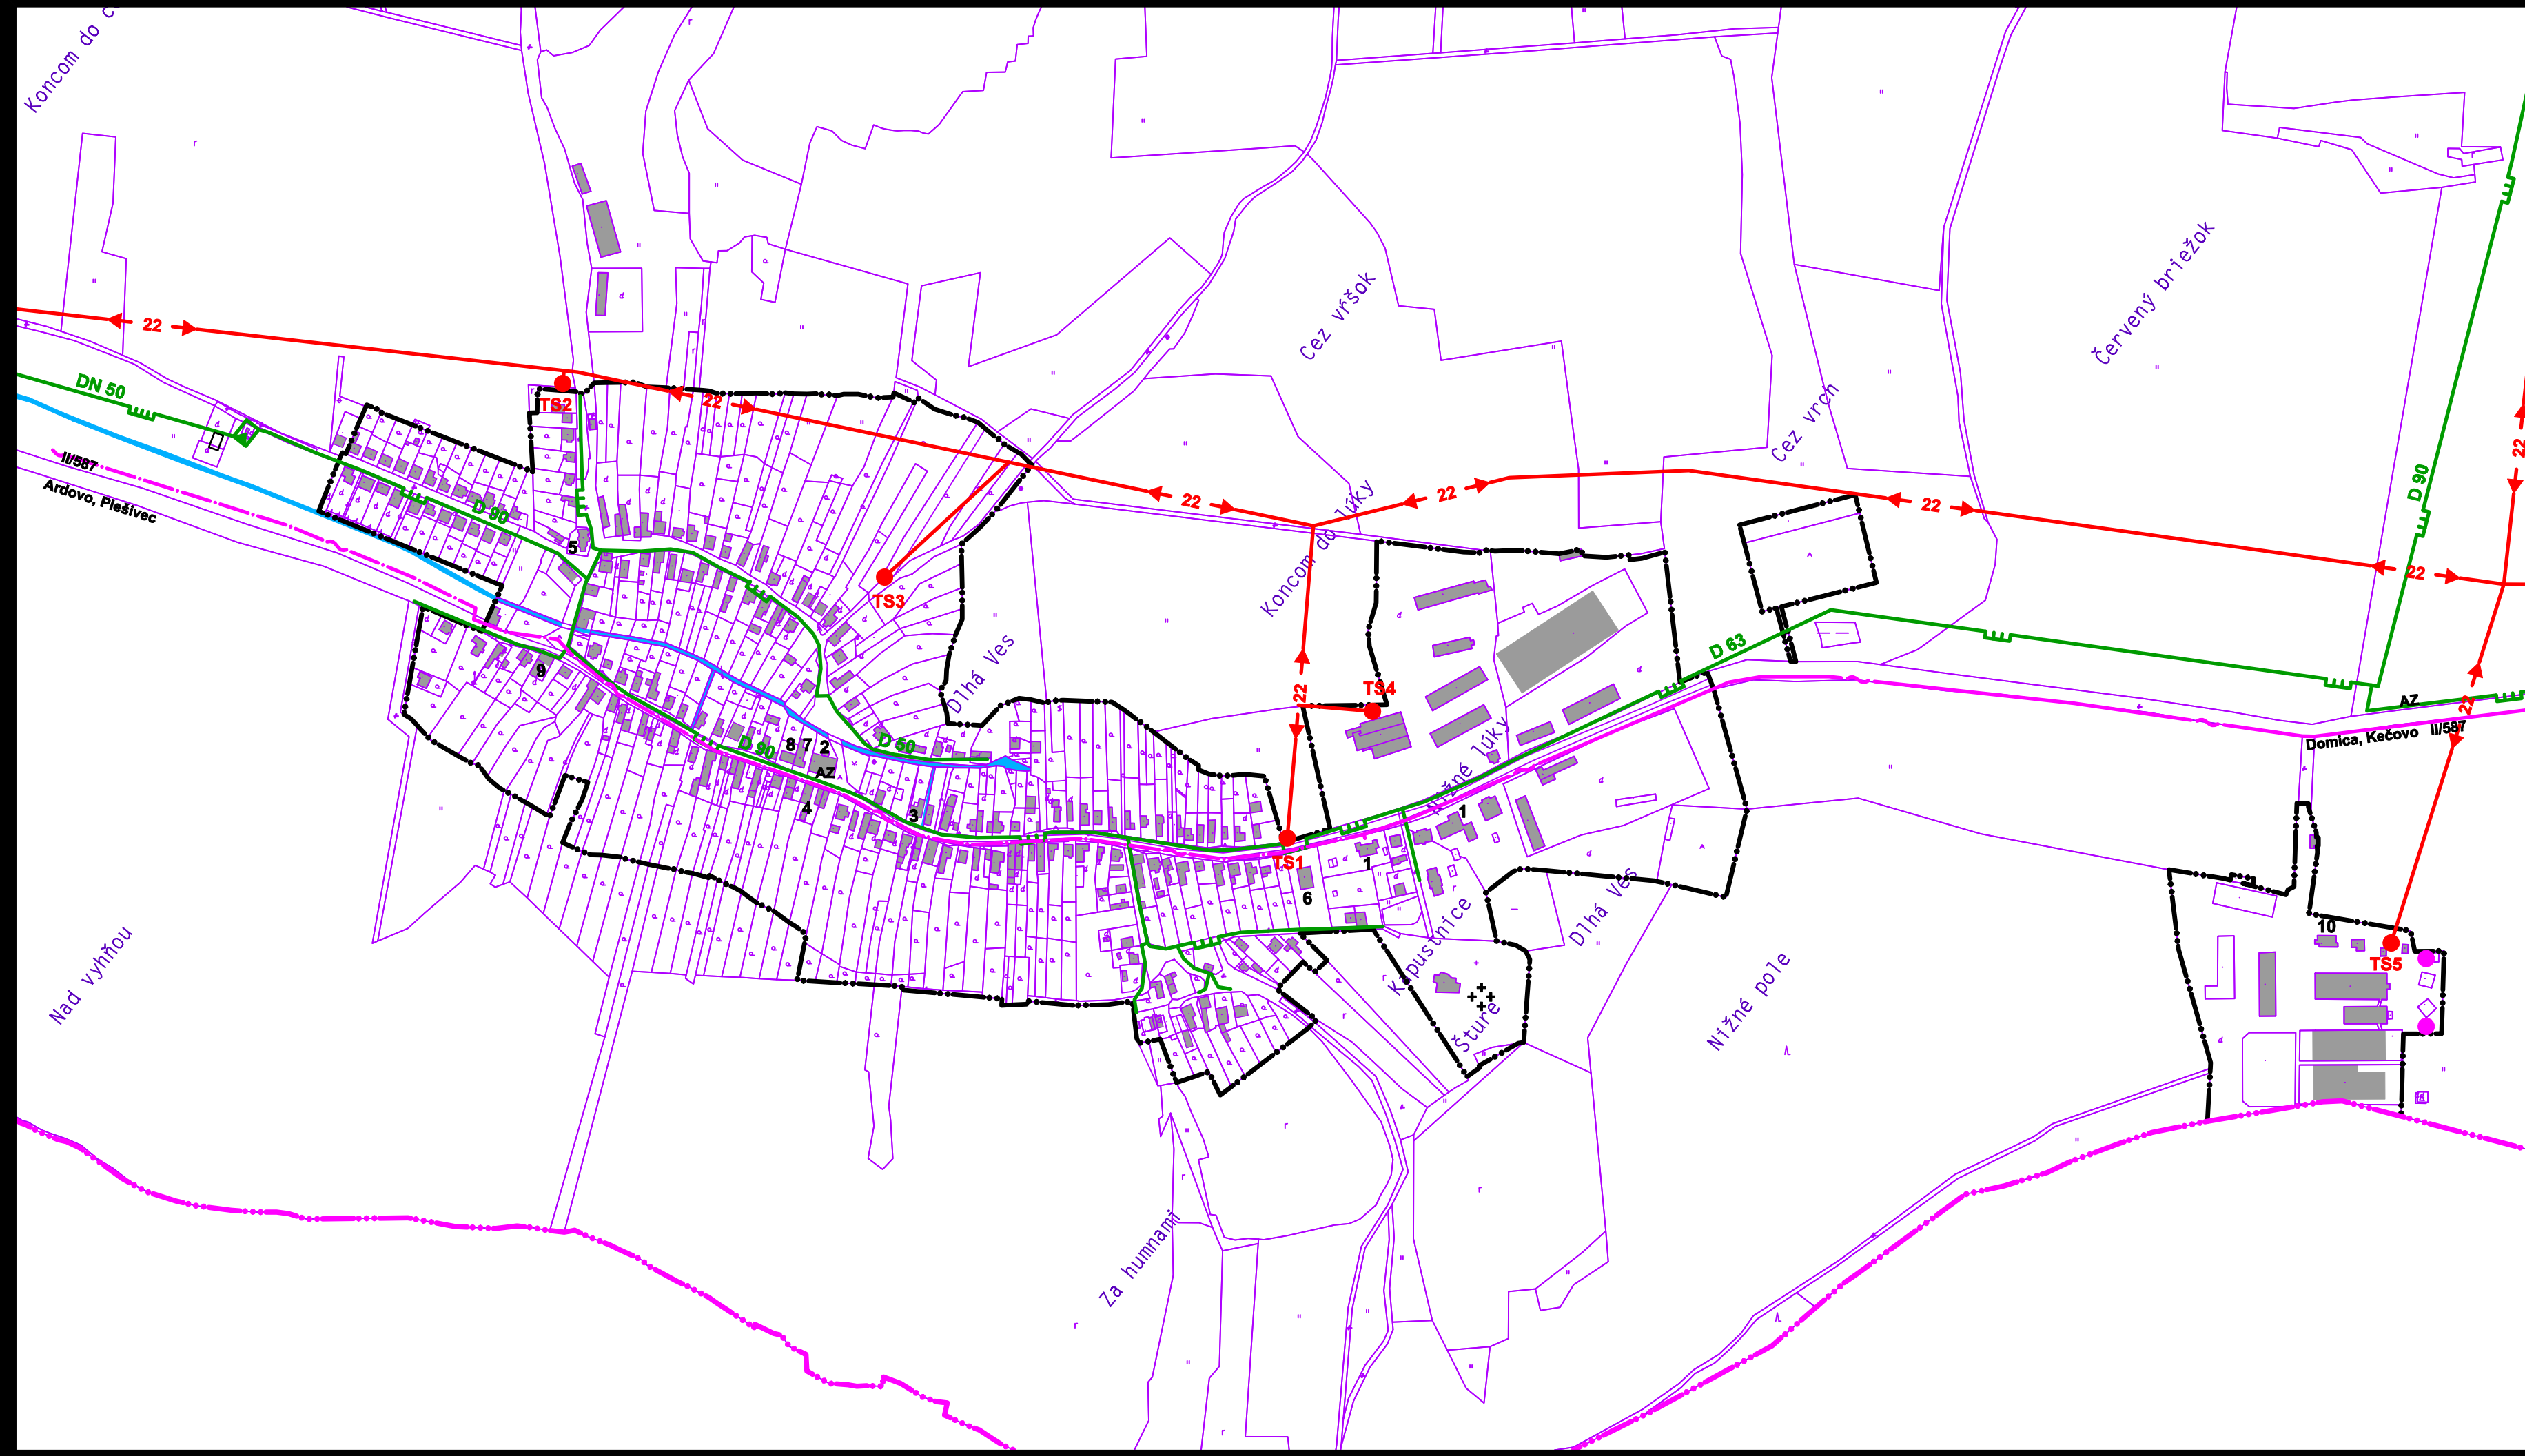 Koncom do
Červený briežok
Cez vŕšok
22
DN 50
II/587
Ardovo, Plešivec
TS2
22
Cez vrch
22
22
22
22
D 90
22
D 90
5
Koncom do lúky
TS3
22
9
Dlhá Ves
D 63
22
TS4
AZ
22
Domica, Kečovo
II/587
D 90
8 7 2
D 50
AZ
Nižné lúky
4
3
1
TS1
1
6
Kapustnice
Dlhá Ves
10
TS5
Nad vyhňou
Šture
Nižné pole
Za humnami